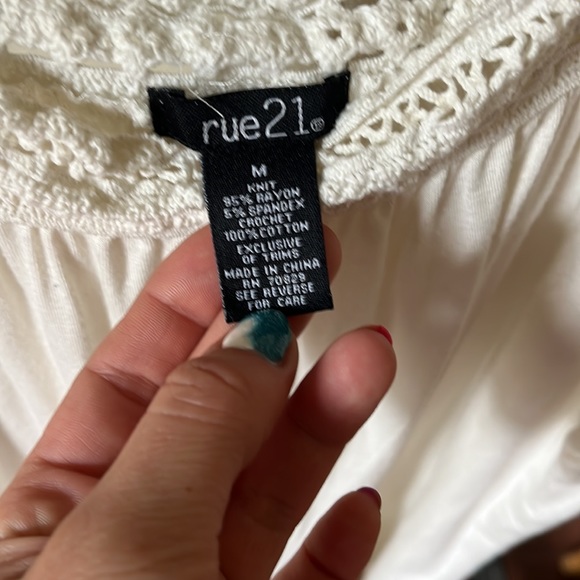 rue21®
M
KNIT
95% RAYON
5% SPANDEX
CROCHET
100% COTTON
EXCLUSIVE
OF TRIMS
MADE IN CHINA
RN 70829
SEE REVERSE
FOR CARE